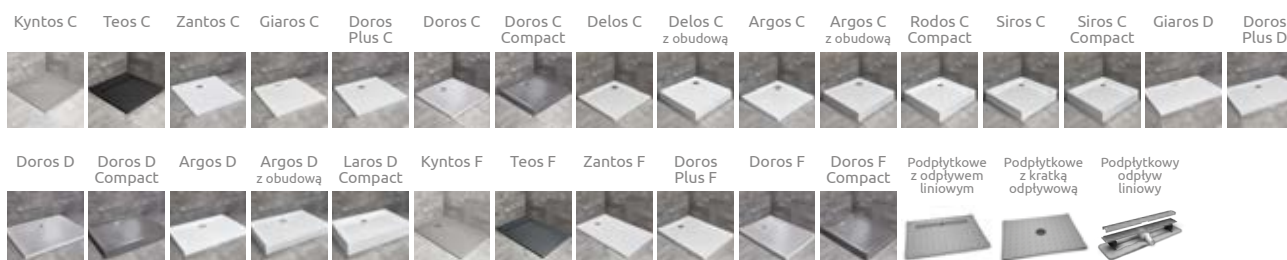 Kyntos C
Teos C
Zantos C
Giaros C
Doros
Plus C
Doros C
Doros C
Compact
Delos C
Delos C
z obudową
Argos C
Argos C
z obudową
Rodos C
Compact
Siros C
Siros C
Compact
Giaros D
Doros
Plus D
Doros D
Doros D
Compact
Argos D
Argos D
z obudową
Laros D
Compact
Kyntos F
Teos F
Zantos F
Doros
Plus F
Doros F
Doros F
Compact
Podpłytkowe
z odpływem
liniowym
Podpłytkowe
z kratką
odpływową
Podpłytkowy
odpływ
liniowy